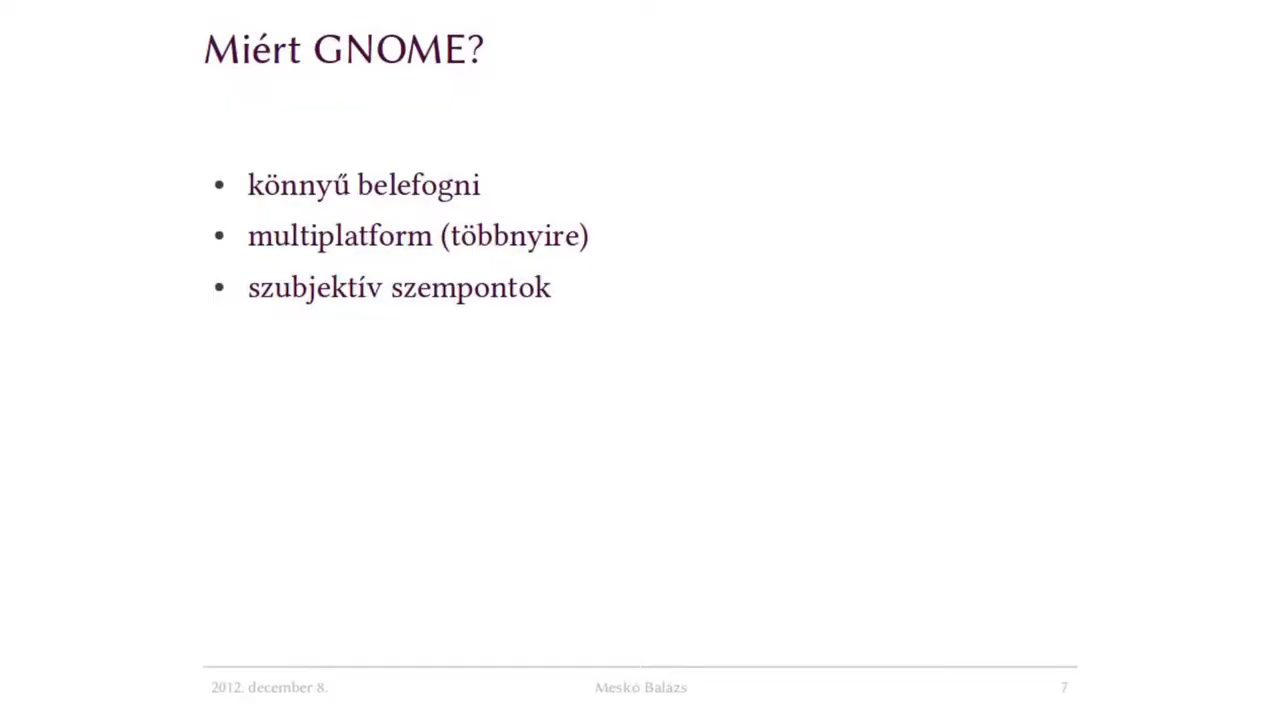 Miért GNOME?
• könnyű belefogni
• multiplatform (többnyire)
• szubjektív szempontok
2012. december 8.
Meskó Balázs
7